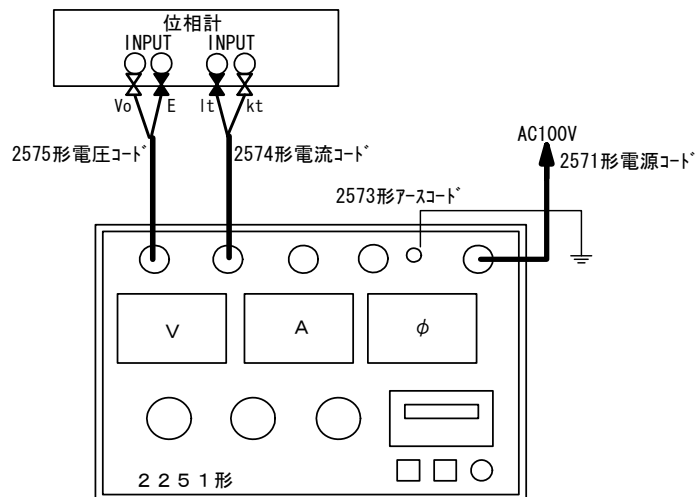 位相計
INPUT INPUT
Vo E It kt
2575形電圧ｺｰﾄﾞ 2574形電流ｺｰﾄﾞ
AC100V
2571形電源ｺｰﾄﾞ
2573形ｱｰｽｺｰﾄﾞ
V A φ
２２５１形